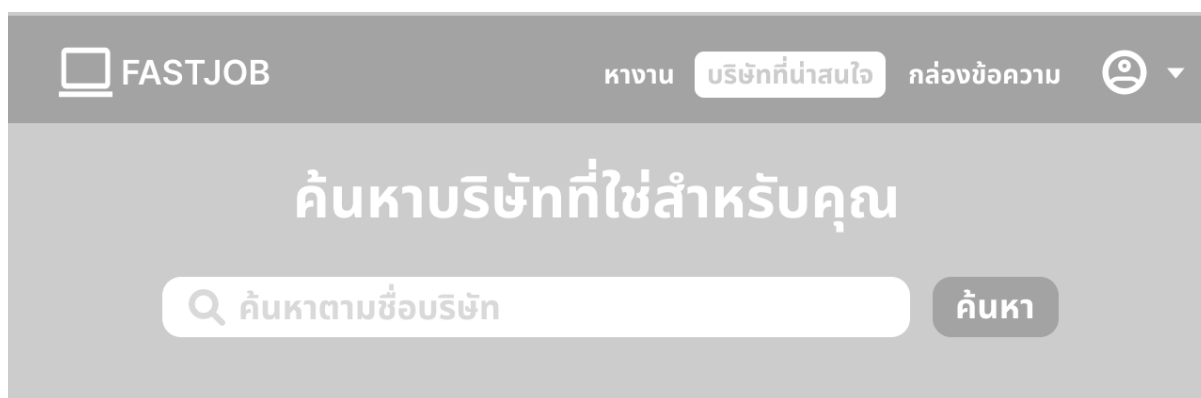 FASTJOB หางาน บริษัทที่น่าสนใจ กล่องข้อความ
ค้นหาบริษัทที่ใช่สำหรับคุณ
ค้นหาตามชื่อบริษัท ค้นหา